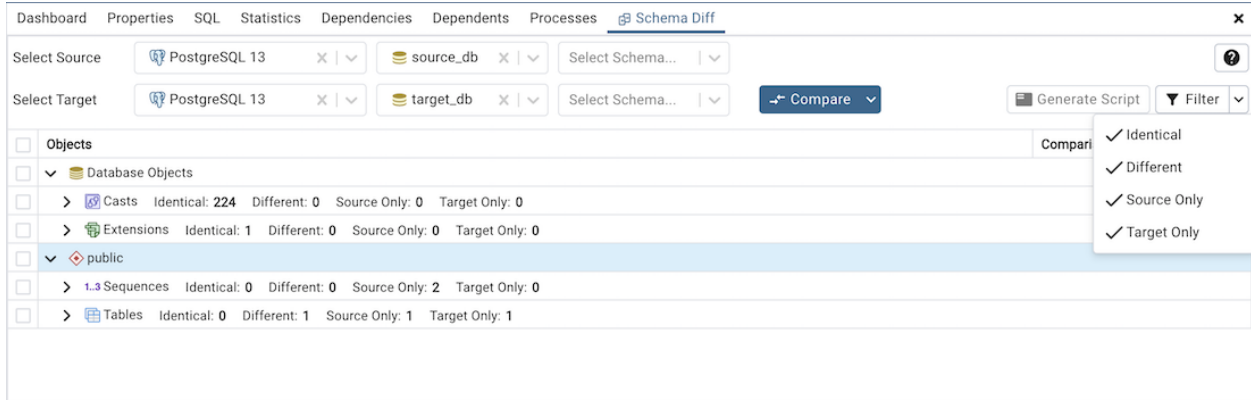 Dashboard Properties SQL Statistics Dependencies Dependents Processes Schema Diff
Select Source PostgreSQL 13 source_db Select Schema...
Select Target PostgreSQL 13 target_db Select Schema... Compare Generate Script Filter
Objects Compari
Identical
Different
Source Only
Target Only
Database Objects
Casts Identical: 224 Different: 0 Source Only: 0 Target Only: 0
Extensions Identical: 1 Different: 0 Source Only: 0 Target Only: 0
public
1..3 Sequences Identical: 0 Different: 0 Source Only: 2 Target Only: 0
Tables Identical: 0 Different: 1 Source Only: 1 Target Only: 1